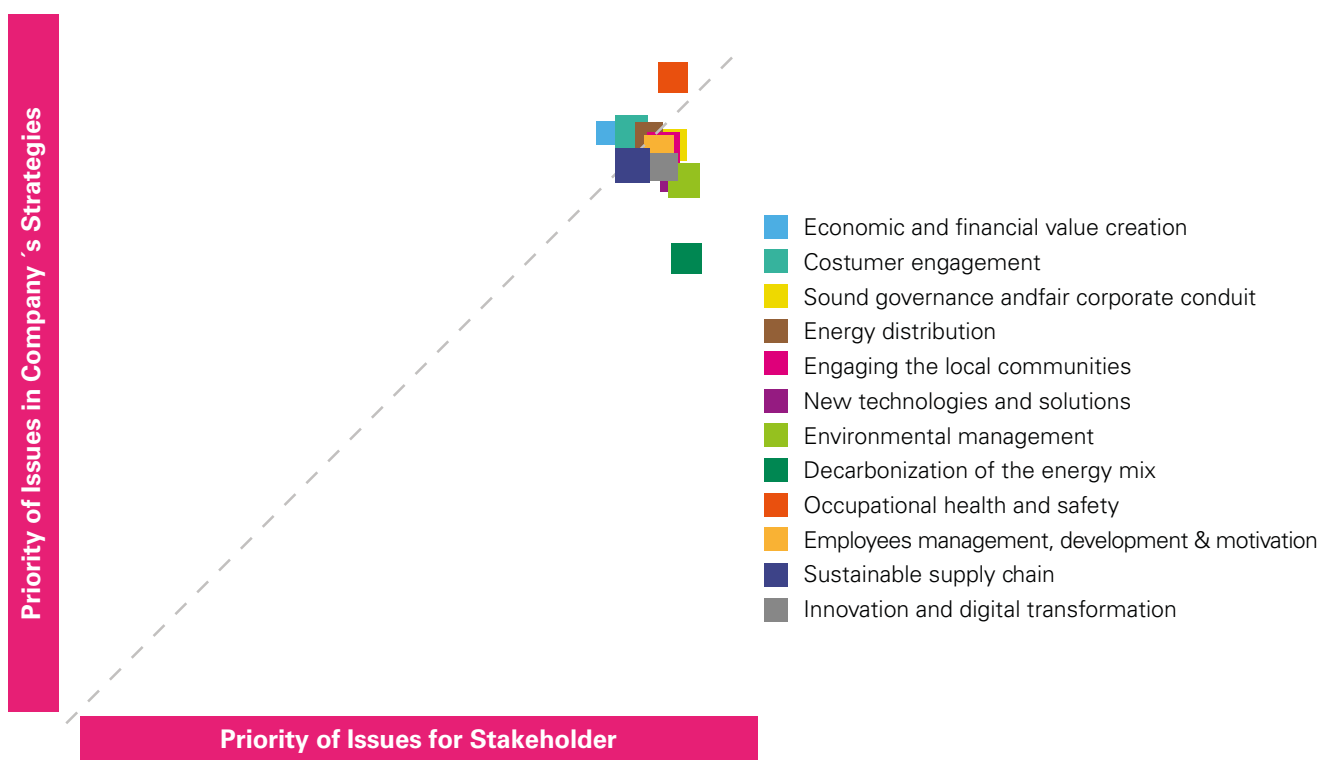 Priority of Issues in Company ´s Strategies
Economic and financial value creation
Costumer engagement
Sound governance andfair corporate conduit
Energy distribution
Engaging the local communities
New technologies and solutions
Environmental management
Decarbonization of the energy mix
Occupational health and safety
Employees management, development & motivation
Sustainable supply chain
Innovation and digital transformation
Priority of Issues for Stakeholder